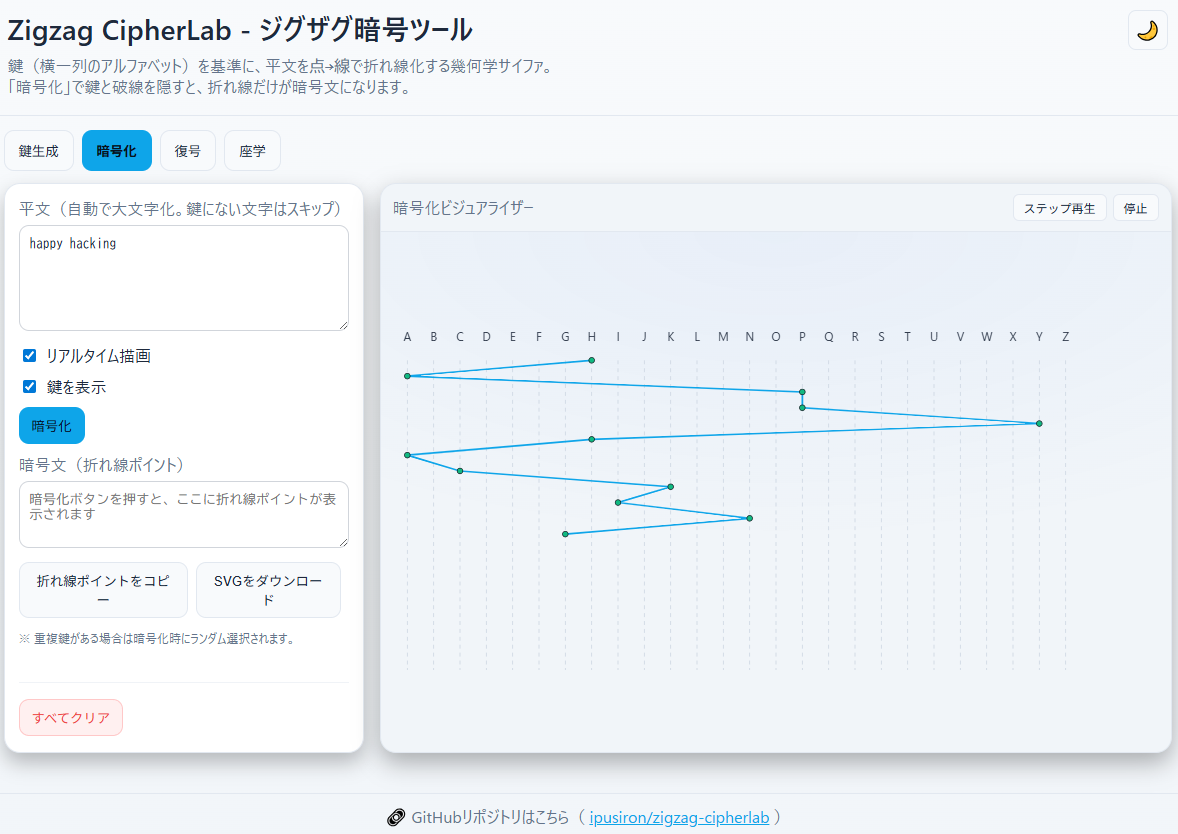 Zigzag CipherLab - ジグザグ暗号ツール
鍵（横一列のアルファベット）を基準に、平文を点→線で折れ線化する幾何学サイファ。
「暗号化」で鍵と破線を隠すと、折れ線だけが暗号文になります。
鍵生成
暗号化
復号
座学
平文（自動で大文字化。鍵にない文字はスキップ）
happy hacking
リアルタイム描画
鍵を表示
暗号化
暗号文（折れ線ポイント）
暗号化ボタンを押すと、ここに折れ線ポイントが表
示されます
折れ線ポイントをコピ
ー
SVGをダウンロー
ド
※ 重複鍵がある場合は暗号化時にランダム選択されます。
すべてクリア
暗号化ビジュアライザー
ステップ再生
停止
A B C D E F G H I J K L M N O P Q R S T U V W X Y Z
GitHubリポジトリはこちら（ ipusiron/zigzag-cipherlab ）